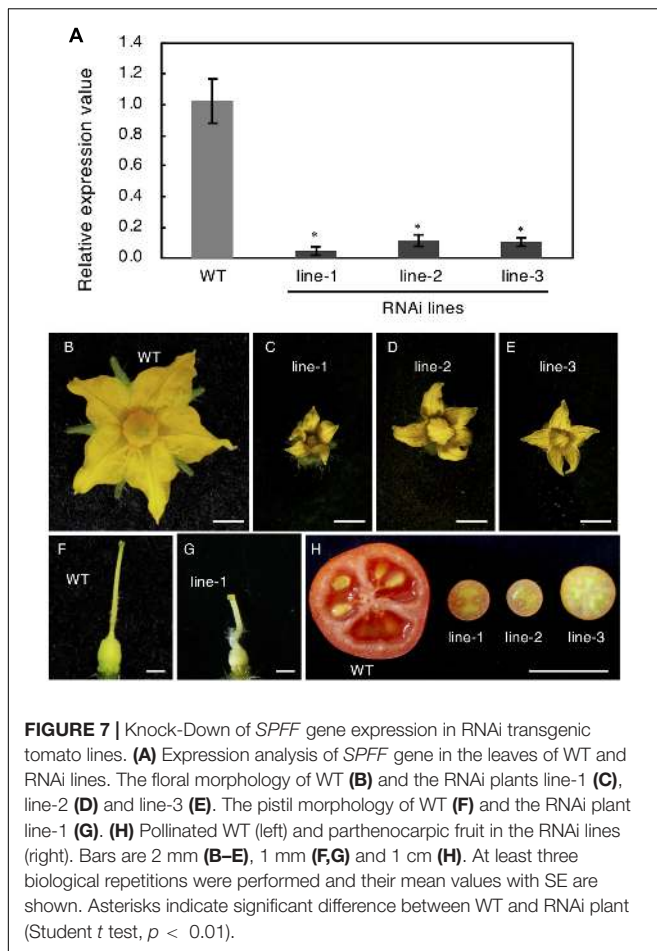 A
Relative expression value
1.4
1.2
1.0
0.8
0.6
0.4
0.2
0.0
* * *
WT line-1 line-2 line-3
RNAi lines
B WT
C line-1
D line-2
E line-3
F WT
G line-1
H WT line-1 line-2 line-3
FIGURE 7 | Knock-Down of SPFF gene expression in RNAi transgenic
tomato lines. (A) Expression analysis of SPFF gene in the leaves of WT and
RNAi lines. The floral morphology of WT (B) and the RNAi plants line-1 (C),
line-2 (D) and line-3 (E). The pistil morphology of WT (F) and the RNAi plant
line-1 (G). (H) Pollinated WT (left) and parthenocarpic fruit in the RNAi lines
(right). Bars are 2 mm (B–E), 1 mm (F,G) and 1 cm (H). At least three
biological repetitions were performed and their mean values with SE are
shown. Asterisks indicate significant difference between WT and RNAi plant
(Student t test, p < 0.01).